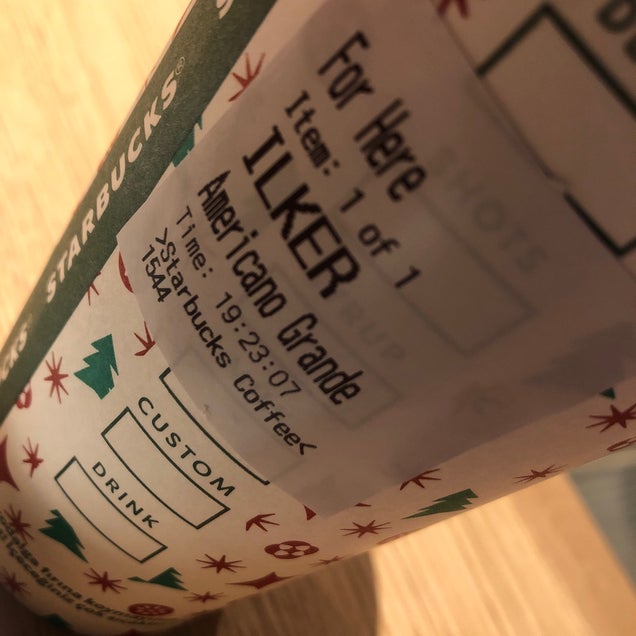 STARBUCKS®
For Here
Item: 1 of 1
ILKER
Americano Grande
Time: 19:23:07
>Starbucks Coffee<
1544
SHOTS
CUSTOM
DRINK